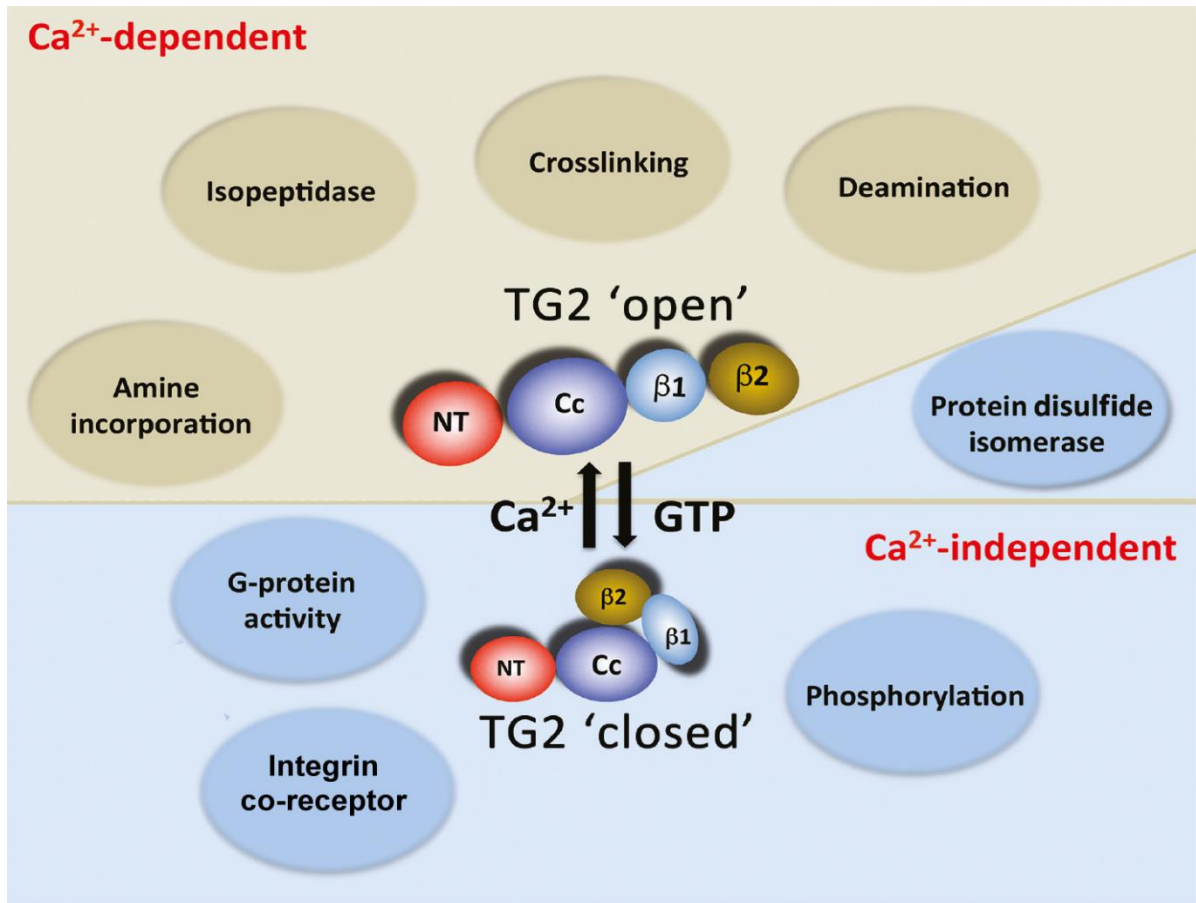 Ca²⁺-dependent
Isopeptidase
Crosslinking
Deamination
Amine
incorporation
TG2 ‘open’
NT
Cc
β1
β2
Protein disulfide
isomerase
Ca²⁺
GTP
Ca²⁺-independent
G-protein
activity
β2
β1
NT
Cc
Phosphorylation
TG2 ‘closed’
Integrin
co-receptor